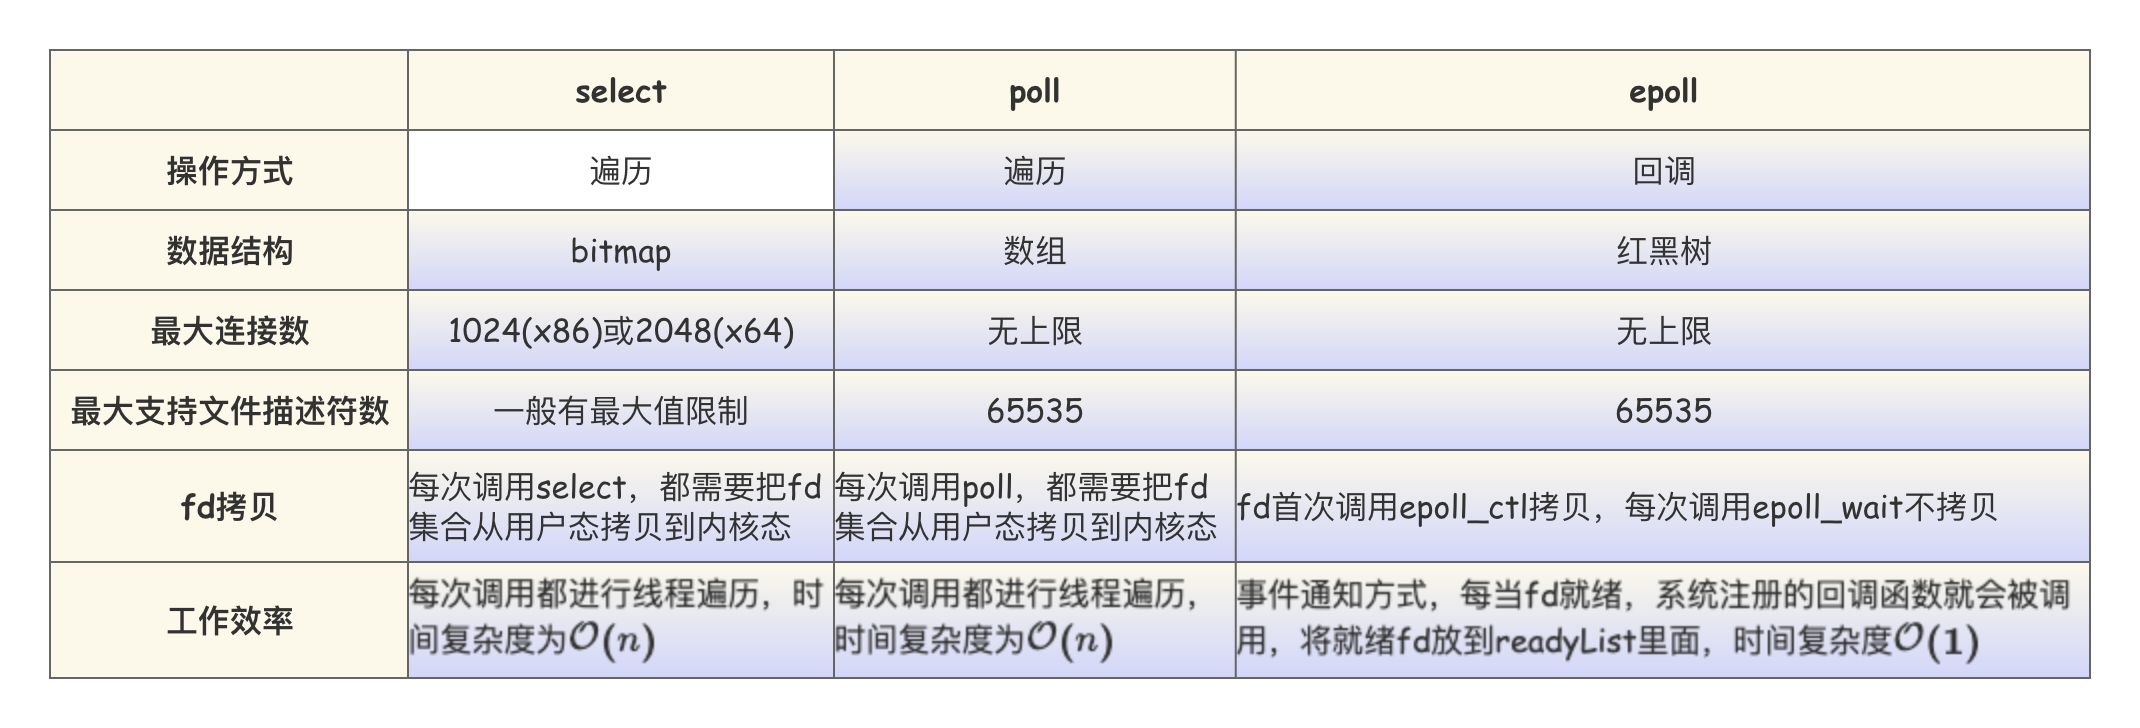 select poll epoll
操作方式 遍历 遍历 回调
数据结构 bitmap 数组 红黑树
最大连接数 1024(x86)或2048(x64) 无上限 无上限
最大支持文件描述符数 一般有最大值限制 65535 65535
fd拷贝
每次调用select，都需要把fd
集合从用户态拷贝到内核态
每次调用poll，都需要把fd
集合从用户态拷贝到内核态
fd首次调用epoll_ctl拷贝，每次调用epoll_wait不拷贝
工作效率
每次调用都进行线程遍历，时
间复杂度为O(n)
每次调用都进行线程遍历，
时间复杂度为O(n)
事件通知方式，每当fd就绪，系统注册的回调函数就会被调
用，将就绪fd放到readyList里面，时间复杂度O(1)